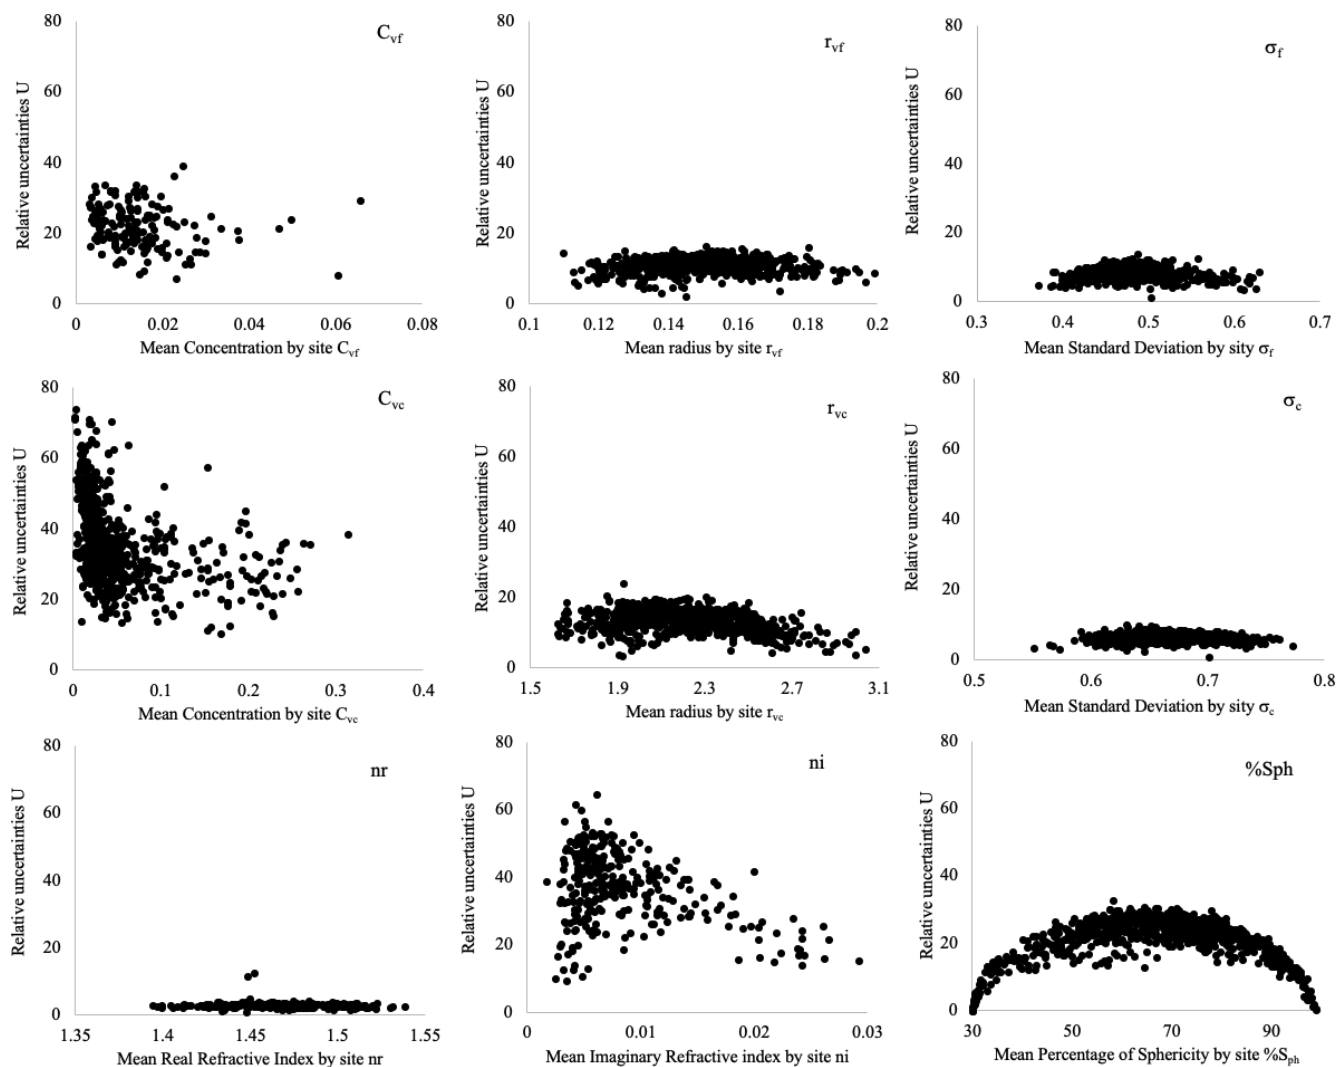 C_vf
Relative uncertainties U
80
60
40
20
0
0 0.02 0.04 0.06 0.08
Mean Concentration by site C_vf
r_vf
Relative uncertainties U
80
60
40
20
0
0.1 0.12 0.14 0.16 0.18 0.2
Mean radius by site r_vf
σ_f
Relative uncertainties U
80
60
40
20
0
0.3 0.4 0.5 0.6 0.7
Mean Standard Deviation by sity σ_f
C_vc
Relative uncertainties U
80
60
40
20
0
0 0.1 0.2 0.3 0.4
Mean Concentration by site C_vc
r_vc
Relative uncertainties U
80
60
40
20
0
1.5 1.9 2.3 2.7 3.1
Mean radius by site r_vc
σ_c
Relative uncertainties U
80
60
40
20
0
0.5 0.6 0.7 0.8
Mean Standard Deviation by sity σ_c
nr
Relative uncertainties U
80
60
40
20
0
1.35 1.4 1.45 1.5 1.55
Mean Real Refractive Index by site nr
ni
Relative uncertainties U
80
60
40
20
0
0 0.01 0.02 0.03
Mean Imaginary Refractive index by site ni
%Sph
Relative uncertainties U
80
60
40
20
0
30 50 70 90
Mean Percentage of Sphericity by site %S_ph